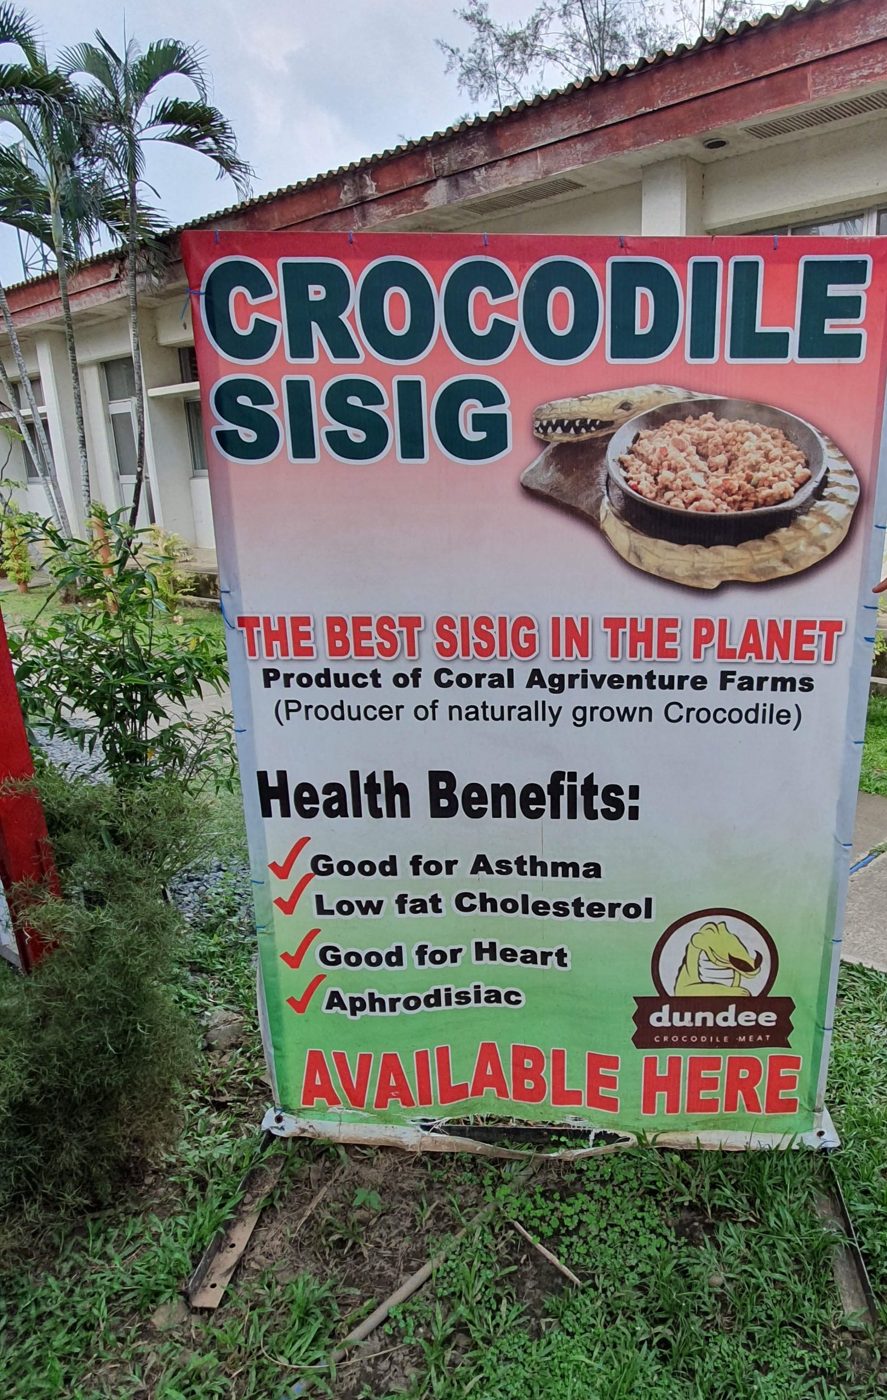 CROCODILE
SISIG
THE BEST SISIG IN THE PLANET
Product of Coral Agriventure Farms
(Producer of naturally grown Crocodile)
Health Benefits:
Good for Asthma
Low fat Cholesterol
Good for Heart
Aphrodisiac
dundee
CROCODILE MEAT
AVAILABLE HERE